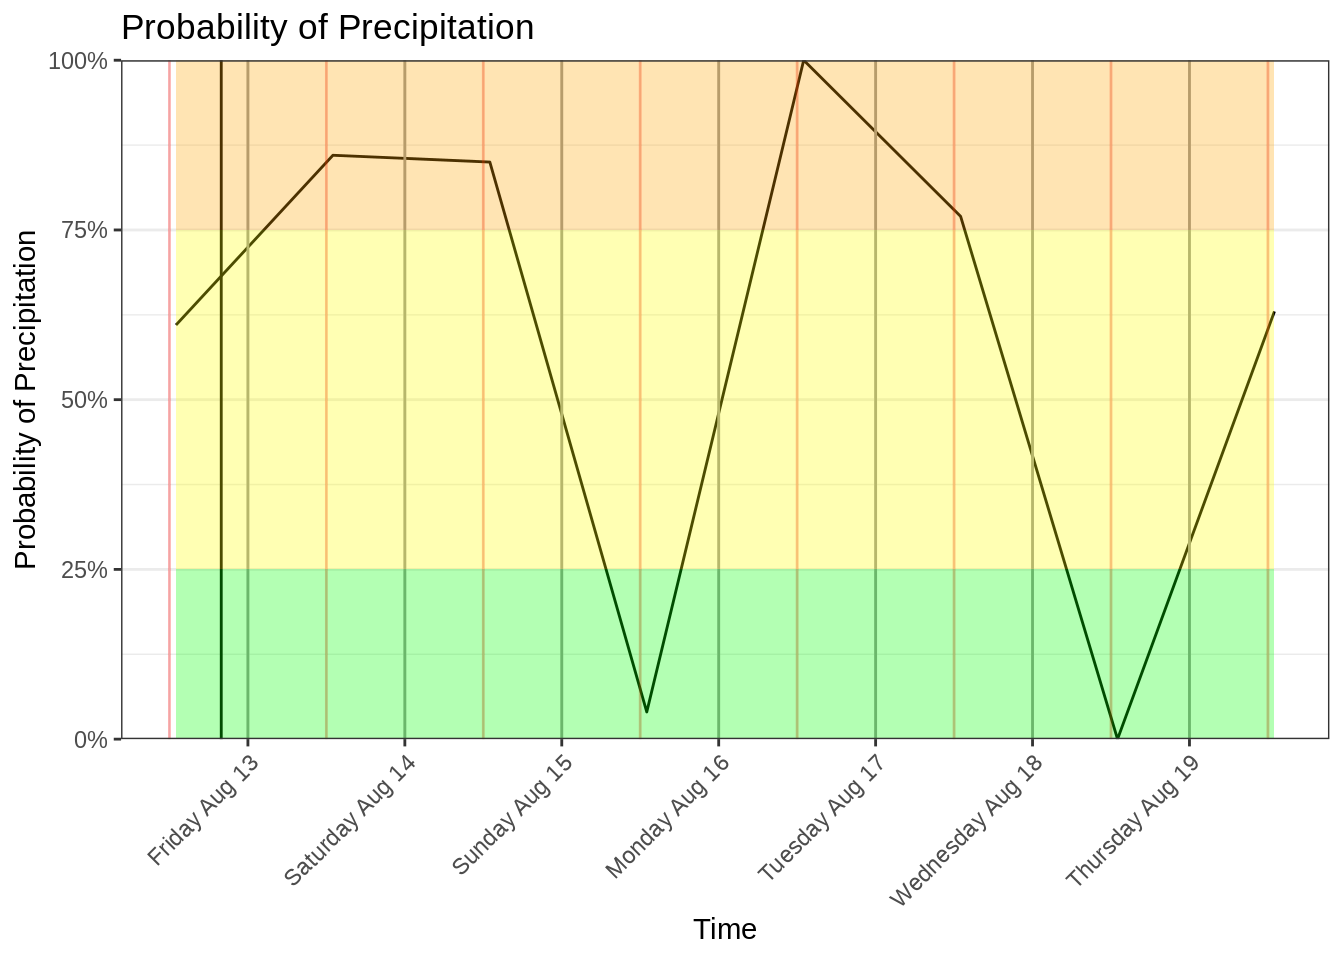 Probability of Precipitation
100%
75%
50%
25%
0%
Probability of Precipitation
Friday Aug 13
Saturday Aug 14
Sunday Aug 15
Monday Aug 16
Tuesday Aug 17
Wednesday Aug 18
Thursday Aug 19
Time